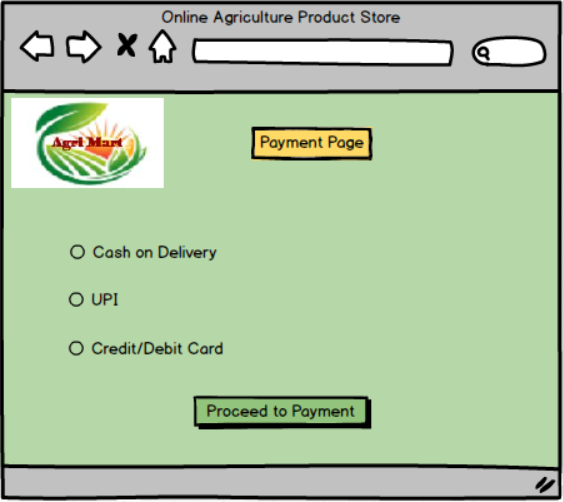 Online Agriculture Product Store
Agri Mart
Payment Page
Cash on Delivery
UPI
Credit/Debit Card
Proceed to Payment